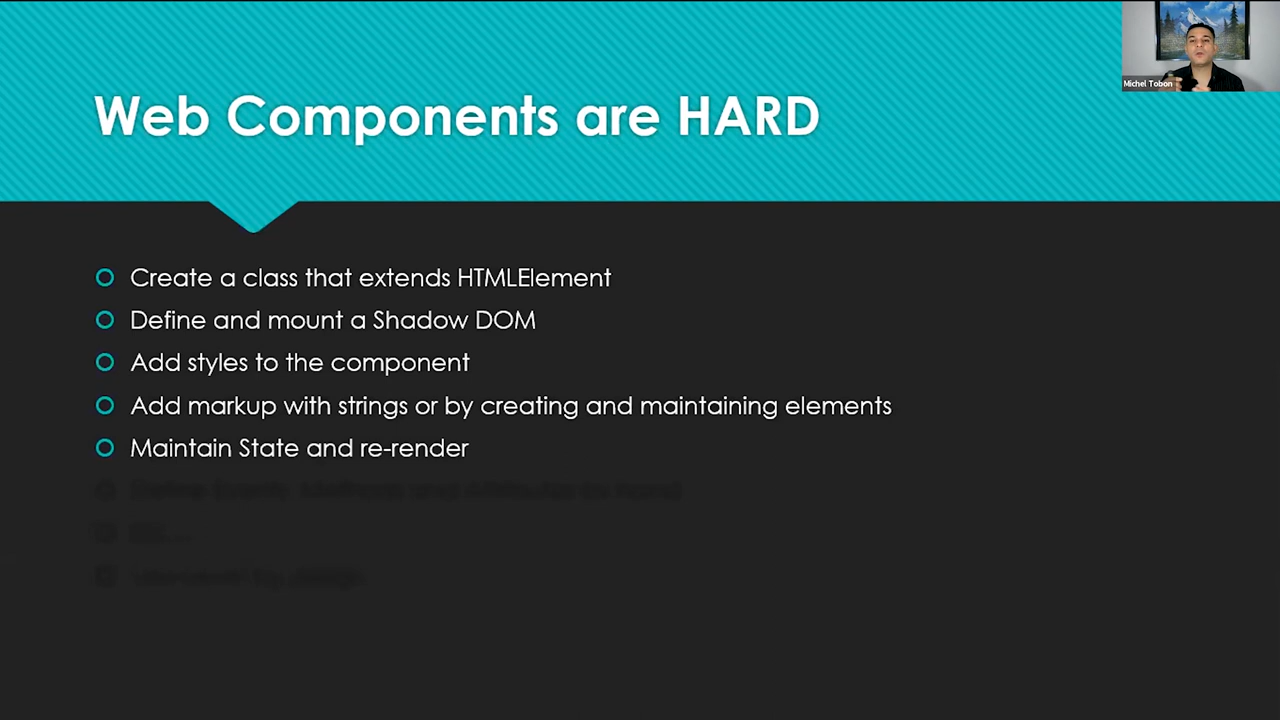 Web Components are HARD
Michel Tobon
Create a class that extends HTMLElement
Define and mount a Shadow DOM
Add styles to the component
Add markup with strings or by creating and maintaining elements
Maintain State and re-render